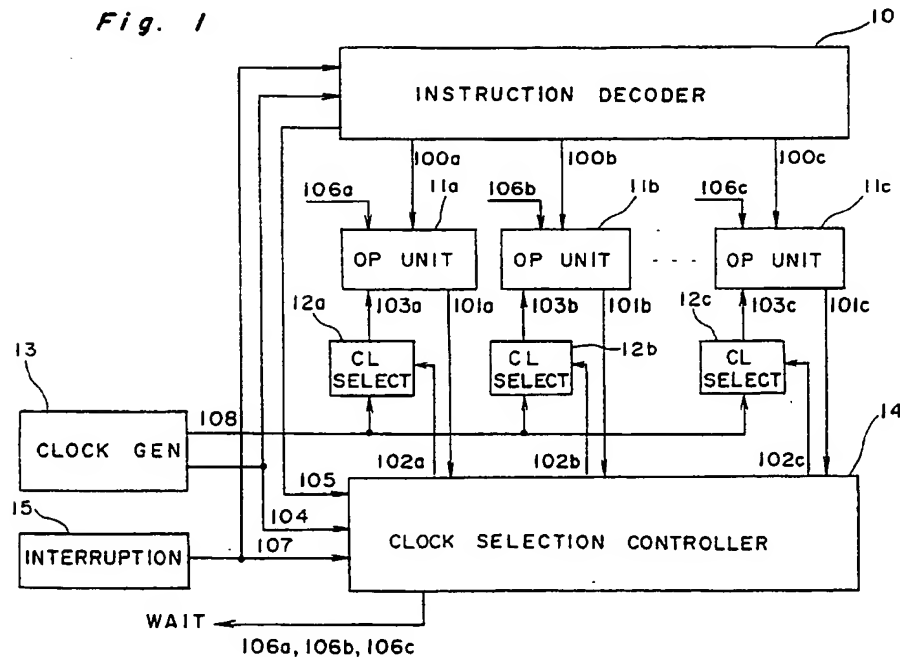 Fig. 1
10
INSTRUCTION DECODER
100a 100b 100c
106a 11a 106b 11b 106c 11c
OP UNIT OP UNIT - - - - OP UNIT
12a 103a 101a 103b 101b 12c 103c 101c
CL SELECT CL SELECT 12b CL SELECT
13
108
CLOCK GEN
102a 102b 102c 14
105
15
104
INTERRUPTION 107
CLOCK SELECTION CONTROLLER
WAIT
106a, 106b, 106c